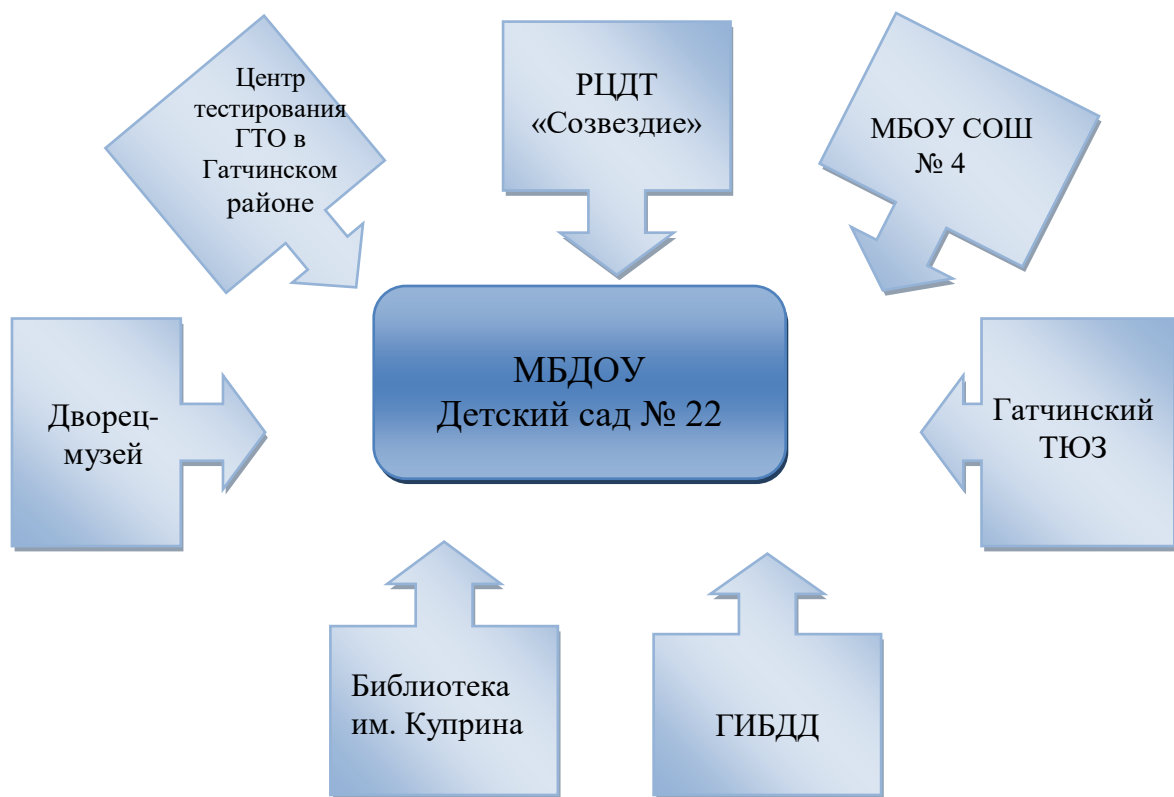 Центр
тестирования
ГТО в
Гатчинском
районе
РЦДТ
«Созвездие»
МБОУ СОШ
№ 4
МБДОУ
Детский сад № 22
Дворец-
музей
Гатчинский
ТЮЗ
Библиотека
им. Куприна
ГИБДД